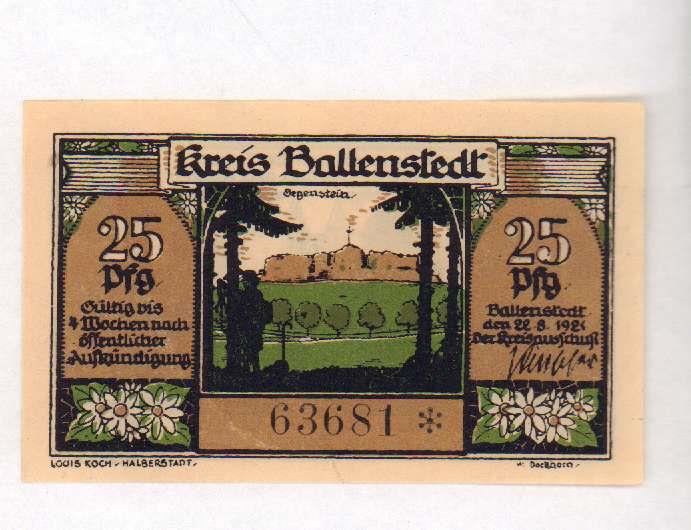 Kreis Ballenstedt
Gegenstein
25
Pfg
Gültig bis
4 Wochen nach
öffentlicher
Aufkündigung
25
Pfg
Ballenstedt
den 22.8.1921
Der Kreisausschuß
63681 *
LOUIS KOCH - HALBERSTADT